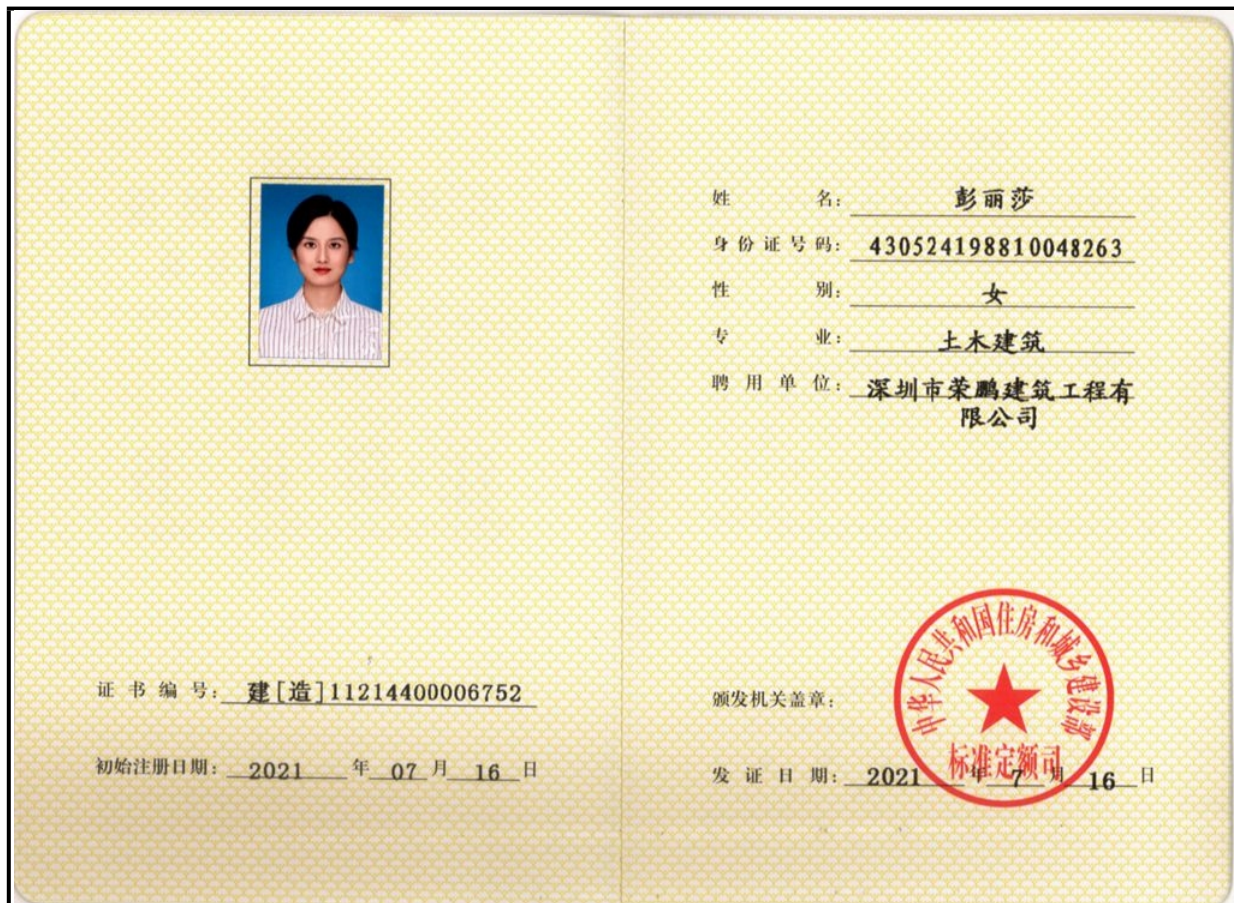 证书编号: 建[造]11214400006752
初始注册日期: 2021 年 07 月 16 日
姓名: 彭丽莎
身份证号码: 430524198810048263
性别: 女
专业: 土木建筑
聘用单位: 深圳市荣鹏建筑工程有
限公司
颁发机关盖章:
中华人民共和国住房和城乡建设部
标准定额司
发证日期: 2021 年 7 月 16 日